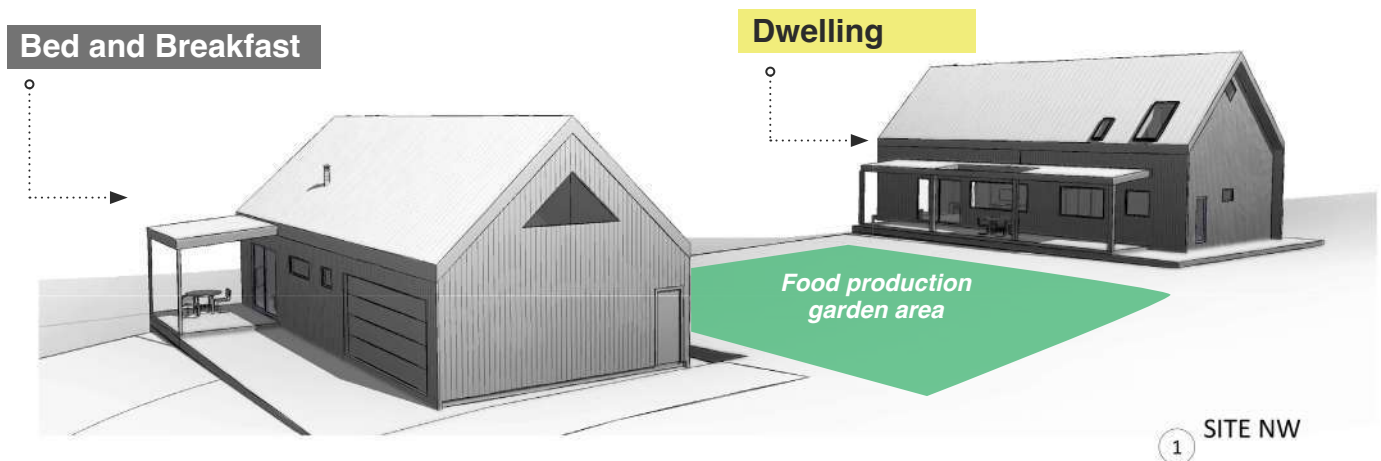 Bed and Breakfast
Dwelling
Food production
garden area
1 SITE NW